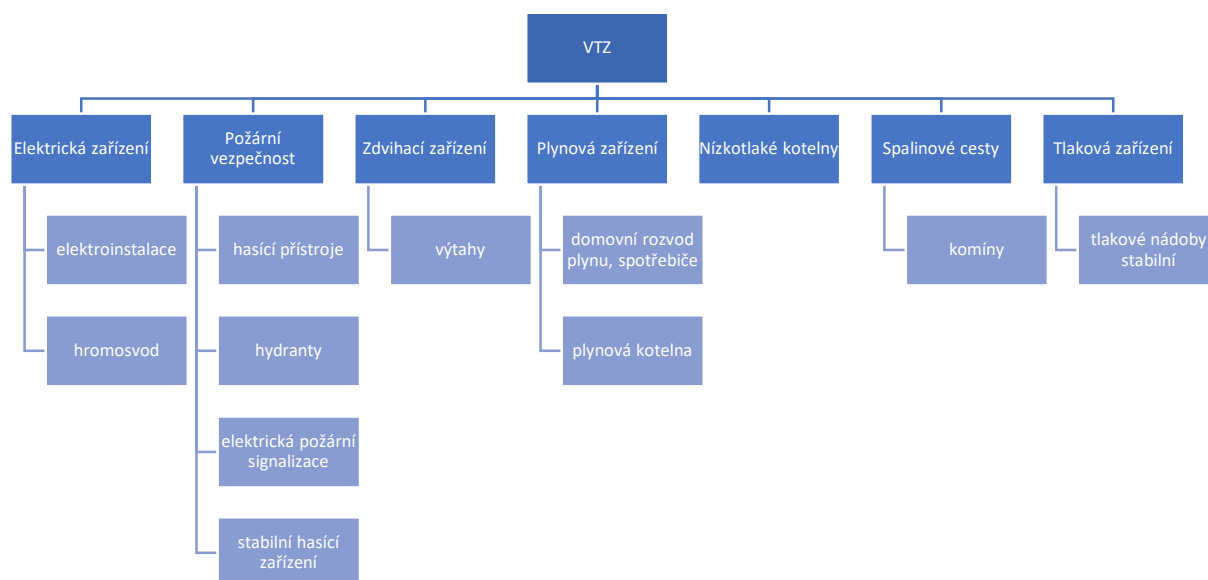 VTZ
Elektrická zařízení
Požární
vezpečnost
Zdvihací zařízení
Plynová zařízení
Nízkotlaké kotelny
Spalinové cesty
Tlaková zařízení
elektroinstalace
hasící přístroje
výtahy
domovní rozvod
plynu, spotřebiče
komíny
tlakové nádoby
stabilní
hromosvod
hydranty
plynová kotelna
elektrická požární
signalizace
stabilní hasící
zařízení